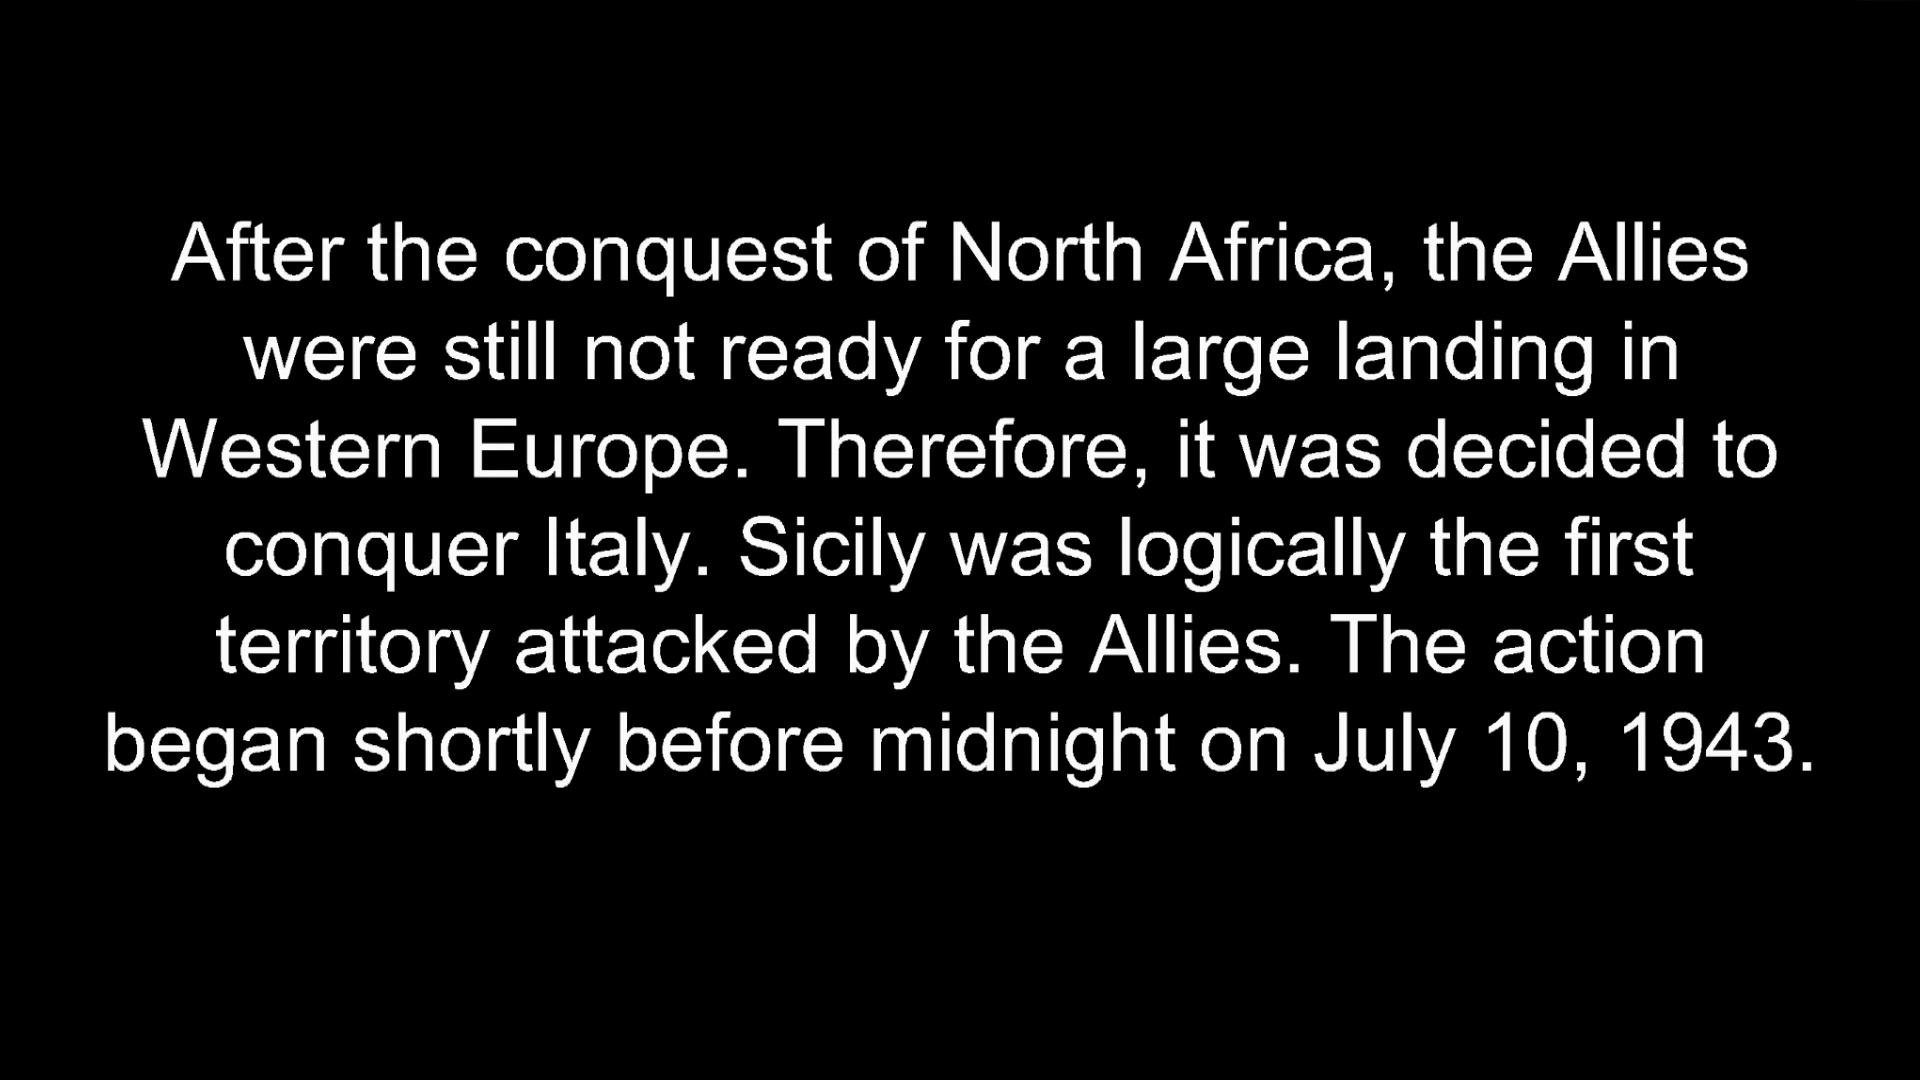 After the conquest of North Africa, the Allies
were still not ready for a large landing in
Western Europe. Therefore, it was decided to
conquer Italy. Sicily was logically the first
territory attacked by the Allies. The action
began shortly before midnight on July 10, 1943.